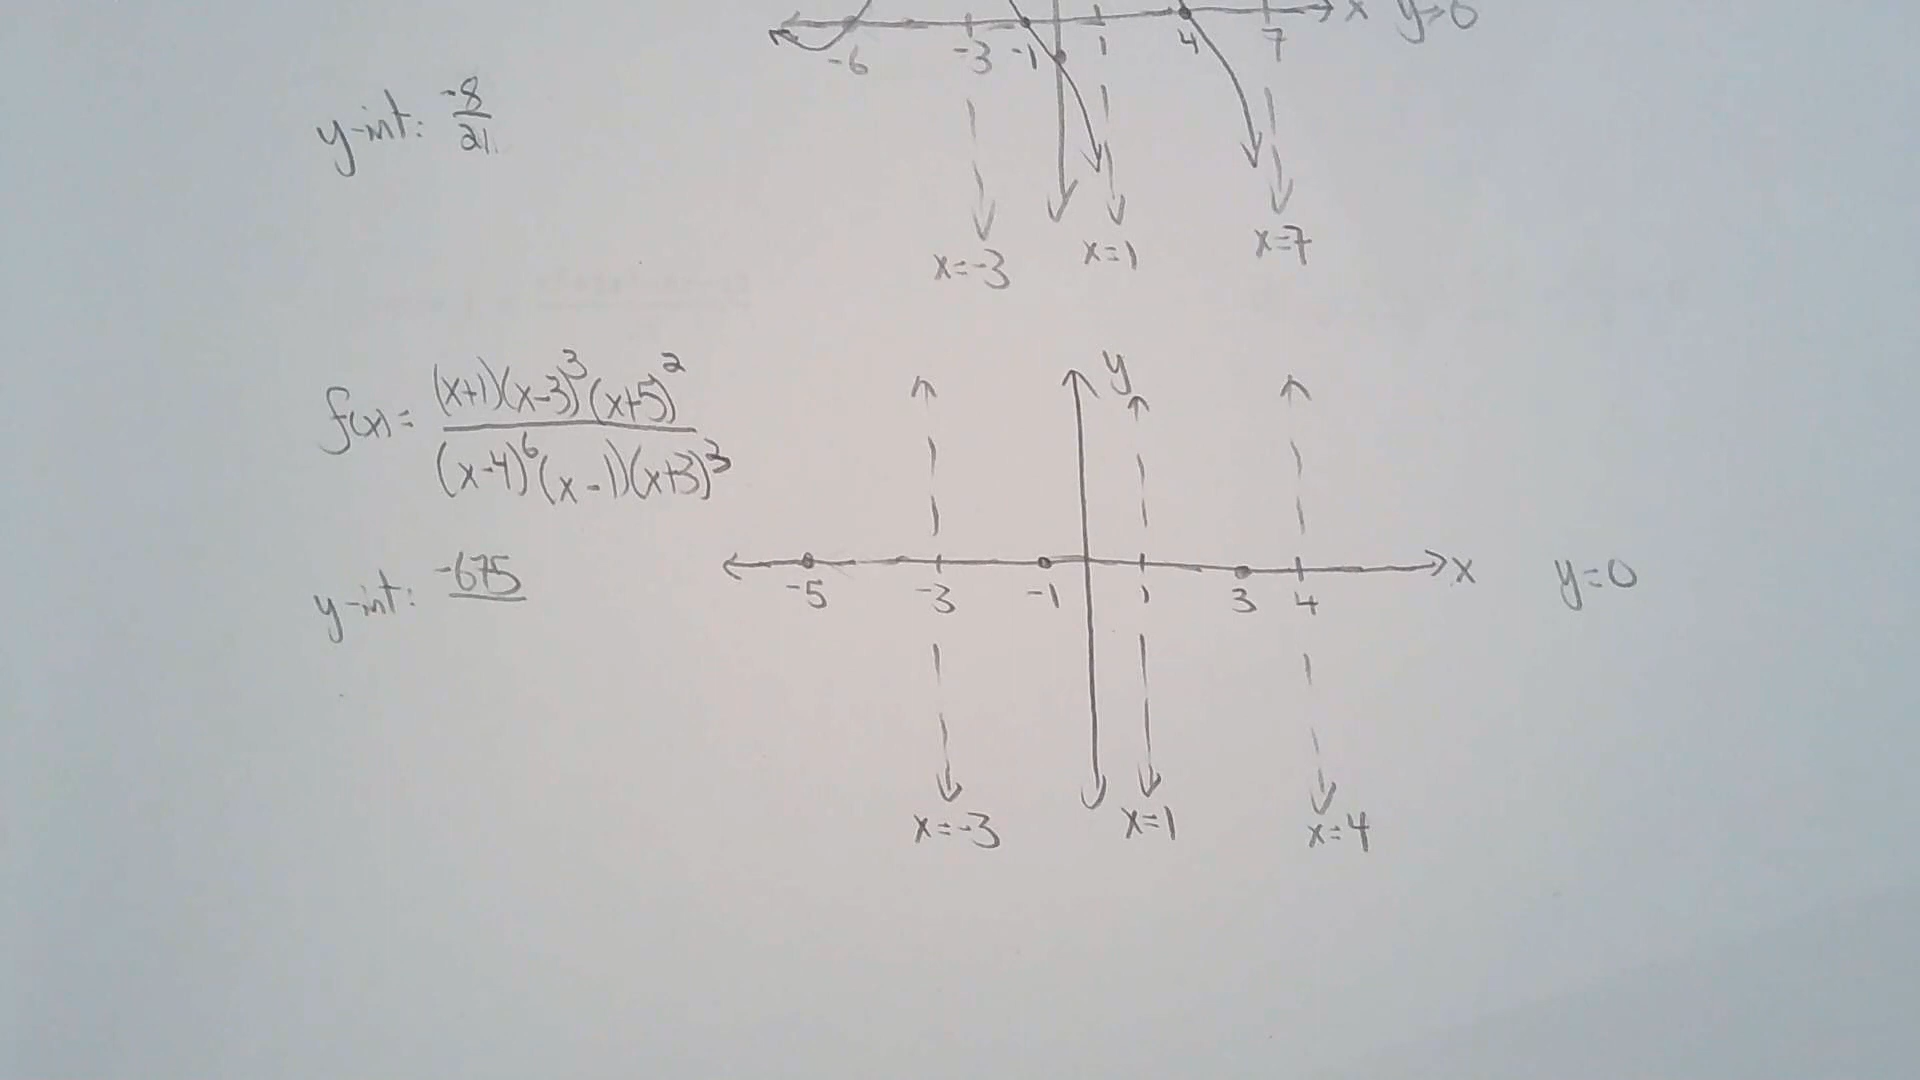 x y=0
-6 -3 -1 1 4 7
y-int: -8/21
x=-3 x=1 x=7
f(x)= (x+1)(x-3)^3(x+5)^2 / (x-4)^6(x-1)(x+3)^3
y
y-int: -675
-5 -3 -1 1 3 4 x y=0
x=-3 x=1 x=4